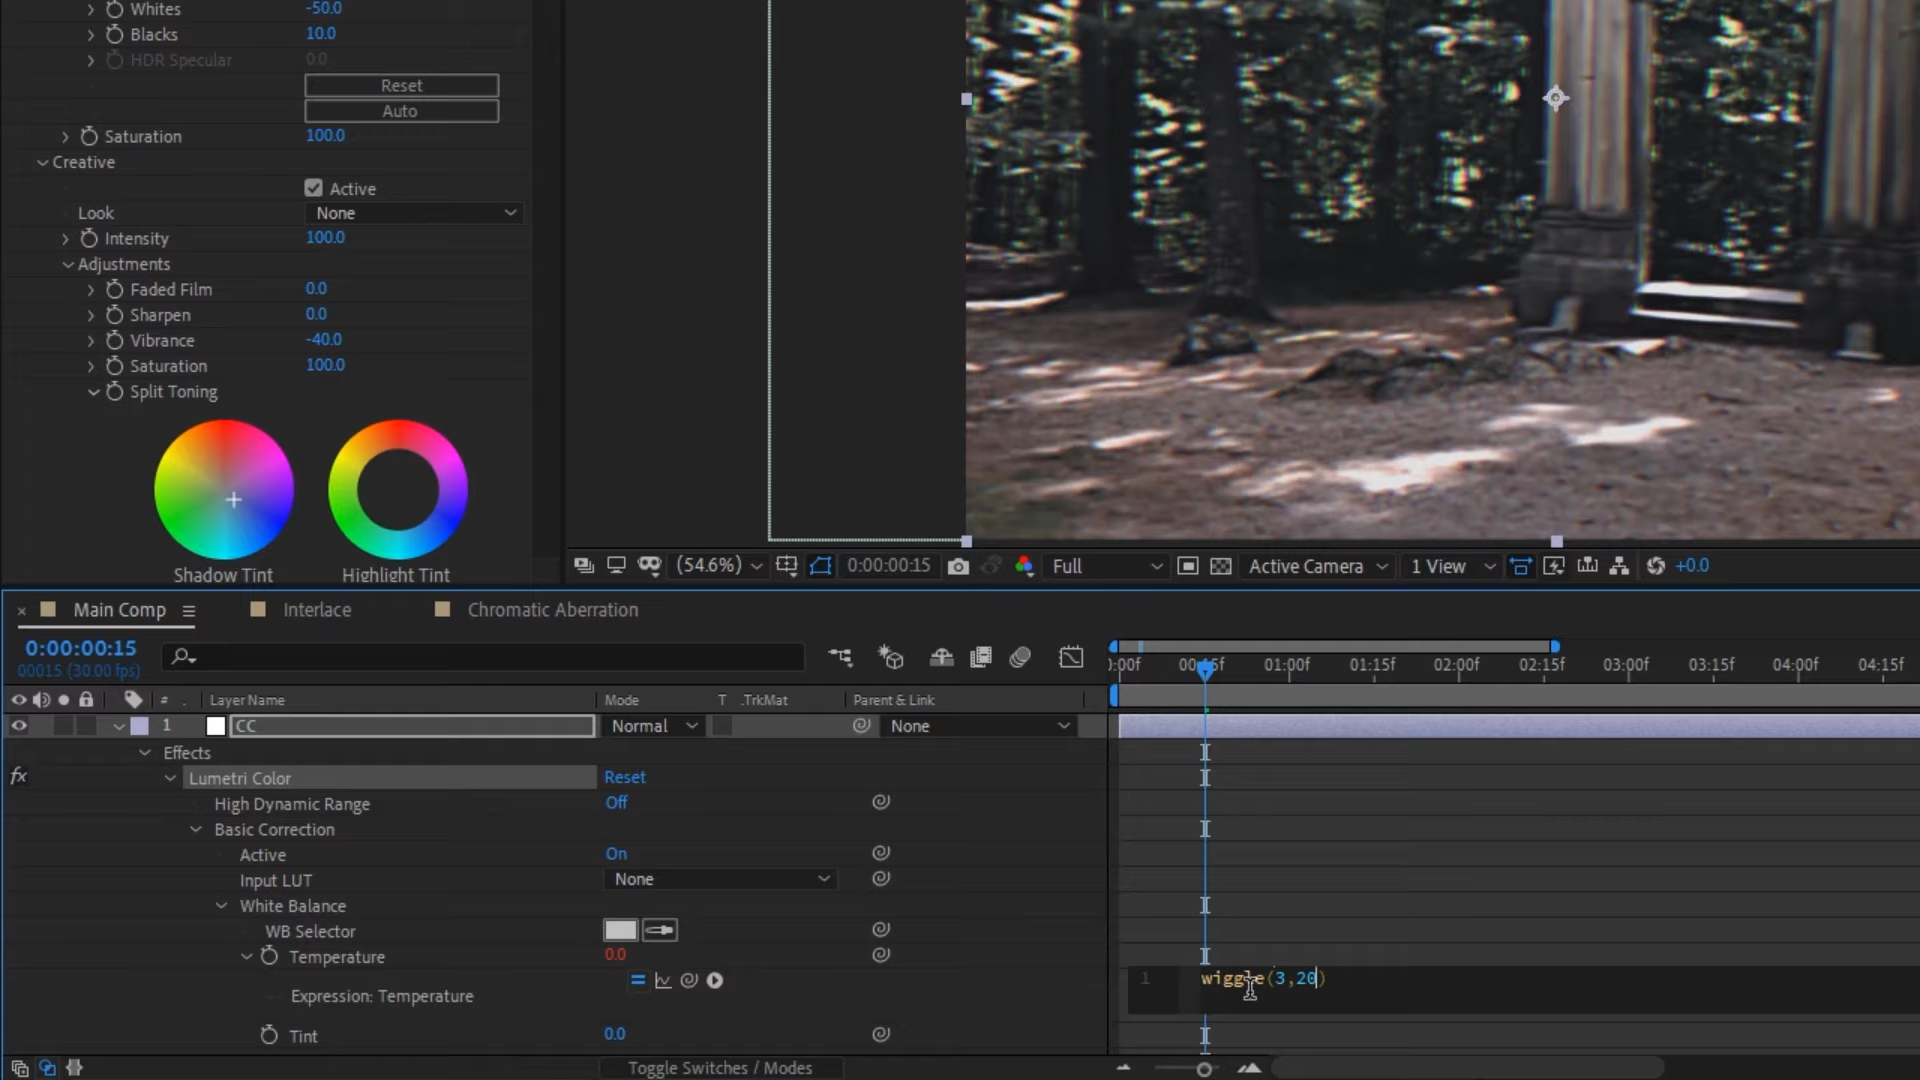 Whites -50.0
Blacks 10.0
HDR Specular 0.0
Reset
Auto
Saturation 100.0
Creative
Active
Look None
Intensity 100.0
Adjustments
Faded Film 0.0
Sharpen 0.0
Vibrance -40.0
Saturation 100.0
Split Toning
Shadow Tint Highlight Tint
(54.6%) 0:00:00:15 Full Active Camera 1 View +0.0
× Main Comp Interlace Chromatic Aberration
0:00:00:15
00015 (30.00 fps)
):00f 00:15f 01:00f 01:15f 02:00f 02:15f 03:00f 03:15f 04:00f 04:15f
# . Layer Name Mode T .TrkMat Parent & Link
1 CC Normal None
Effects
fx Lumetri Color Reset
High Dynamic Range Off
Basic Correction
Active On
Input LUT None
White Balance
WB Selector
Temperature 0.0
1 wiggle(3,20)
Expression: Temperature
Tint 0.0
Toggle Switches / Modes